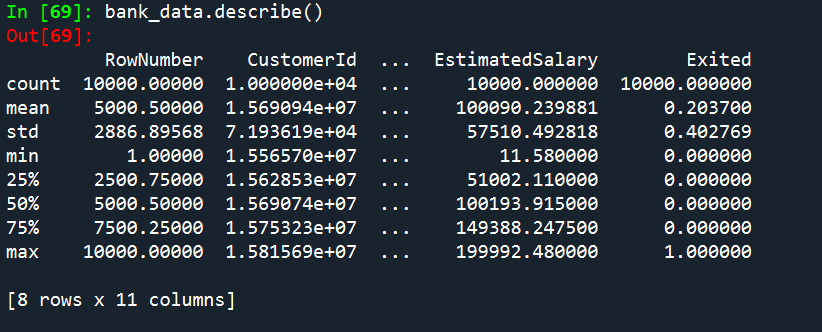 In [69]: bank_data.describe()
Out[69]:
RowNumber CustomerId ... EstimatedSalary Exited
count 10000.00000 1.000000e+04 ... 10000.000000 10000.000000
mean 5000.50000 1.569094e+07 ... 100090.239881 0.203700
std 2886.89568 7.193619e+04 ... 57510.492818 0.402769
min 1.00000 1.556570e+07 ... 11.580000 0.000000
25% 2500.75000 1.562853e+07 ... 51002.110000 0.000000
50% 5000.50000 1.569074e+07 ... 100193.915000 0.000000
75% 7500.25000 1.575323e+07 ... 149388.247500 0.000000
max 10000.00000 1.581569e+07 ... 199992.480000 1.000000
[8 rows x 11 columns]